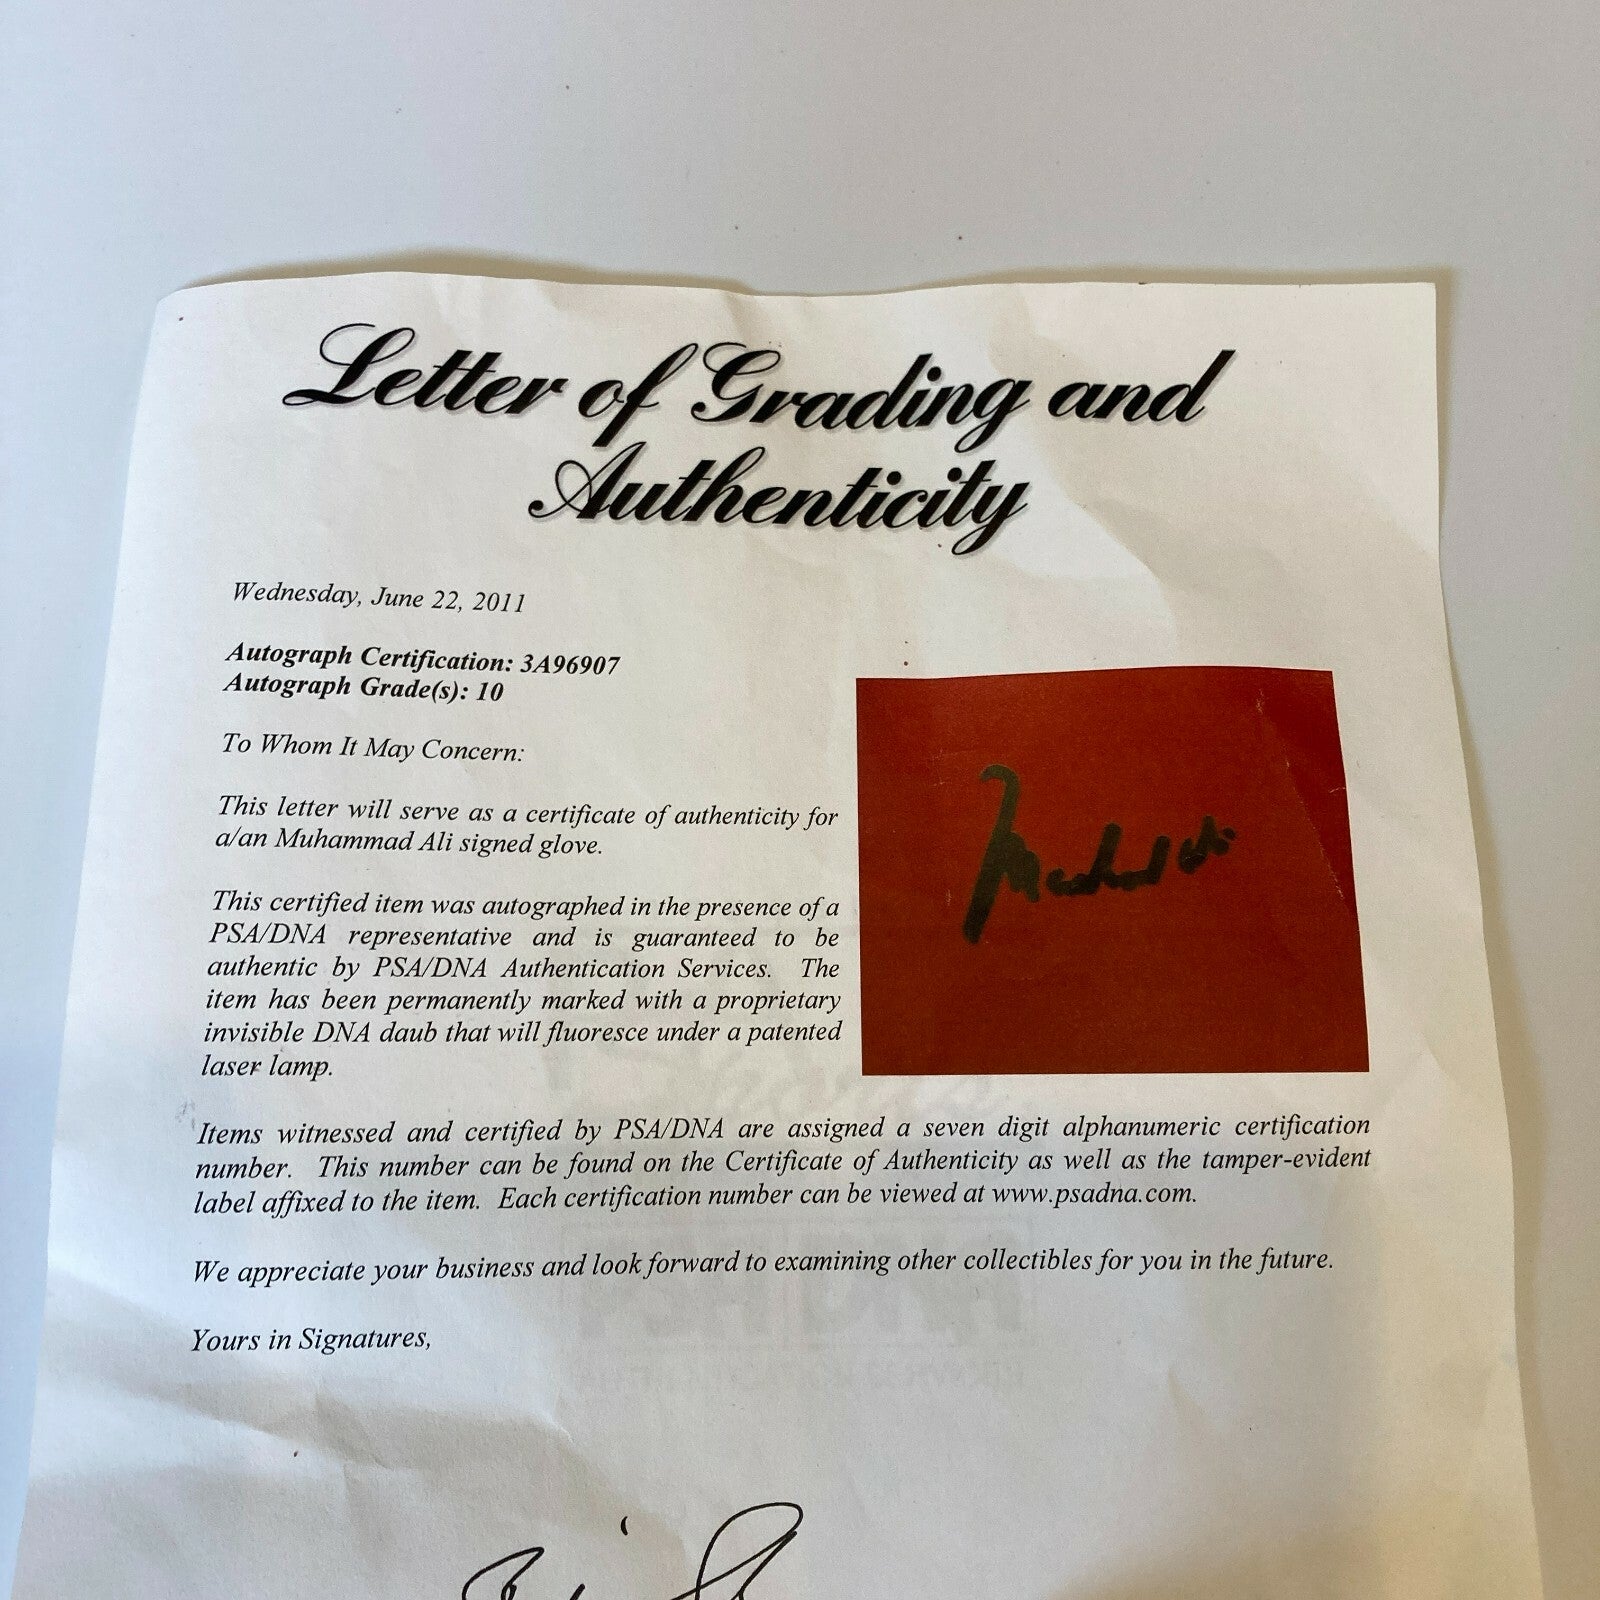 Letter of Grading and
Authenticity
Wednesday, June 22, 2011
Autograph Certification: 3A96907
Autograph Grade(s): 10
To Whom It May Concern:
This letter will serve as a certificate of authenticity for
a/an Muhammad Ali signed glove.
This certified item was autographed in the presence of a
PSA/DNA representative and is guaranteed to be
authentic by PSA/DNA Authentication Services. The
item has been permanently marked with a proprietary
invisible DNA daub that will fluoresce under a patented
laser lamp.
Muhammad Ali
Items witnessed and certified by PSA/DNA are assigned a seven digit alphanumeric certification
number. This number can be found on the Certificate of Authenticity as well as the tamper-evident
label affixed to the item. Each certification number can be viewed at www.psadna.com.
We appreciate your business and look forward to examining other collectibles for you in the future.
Yours in Signatures,